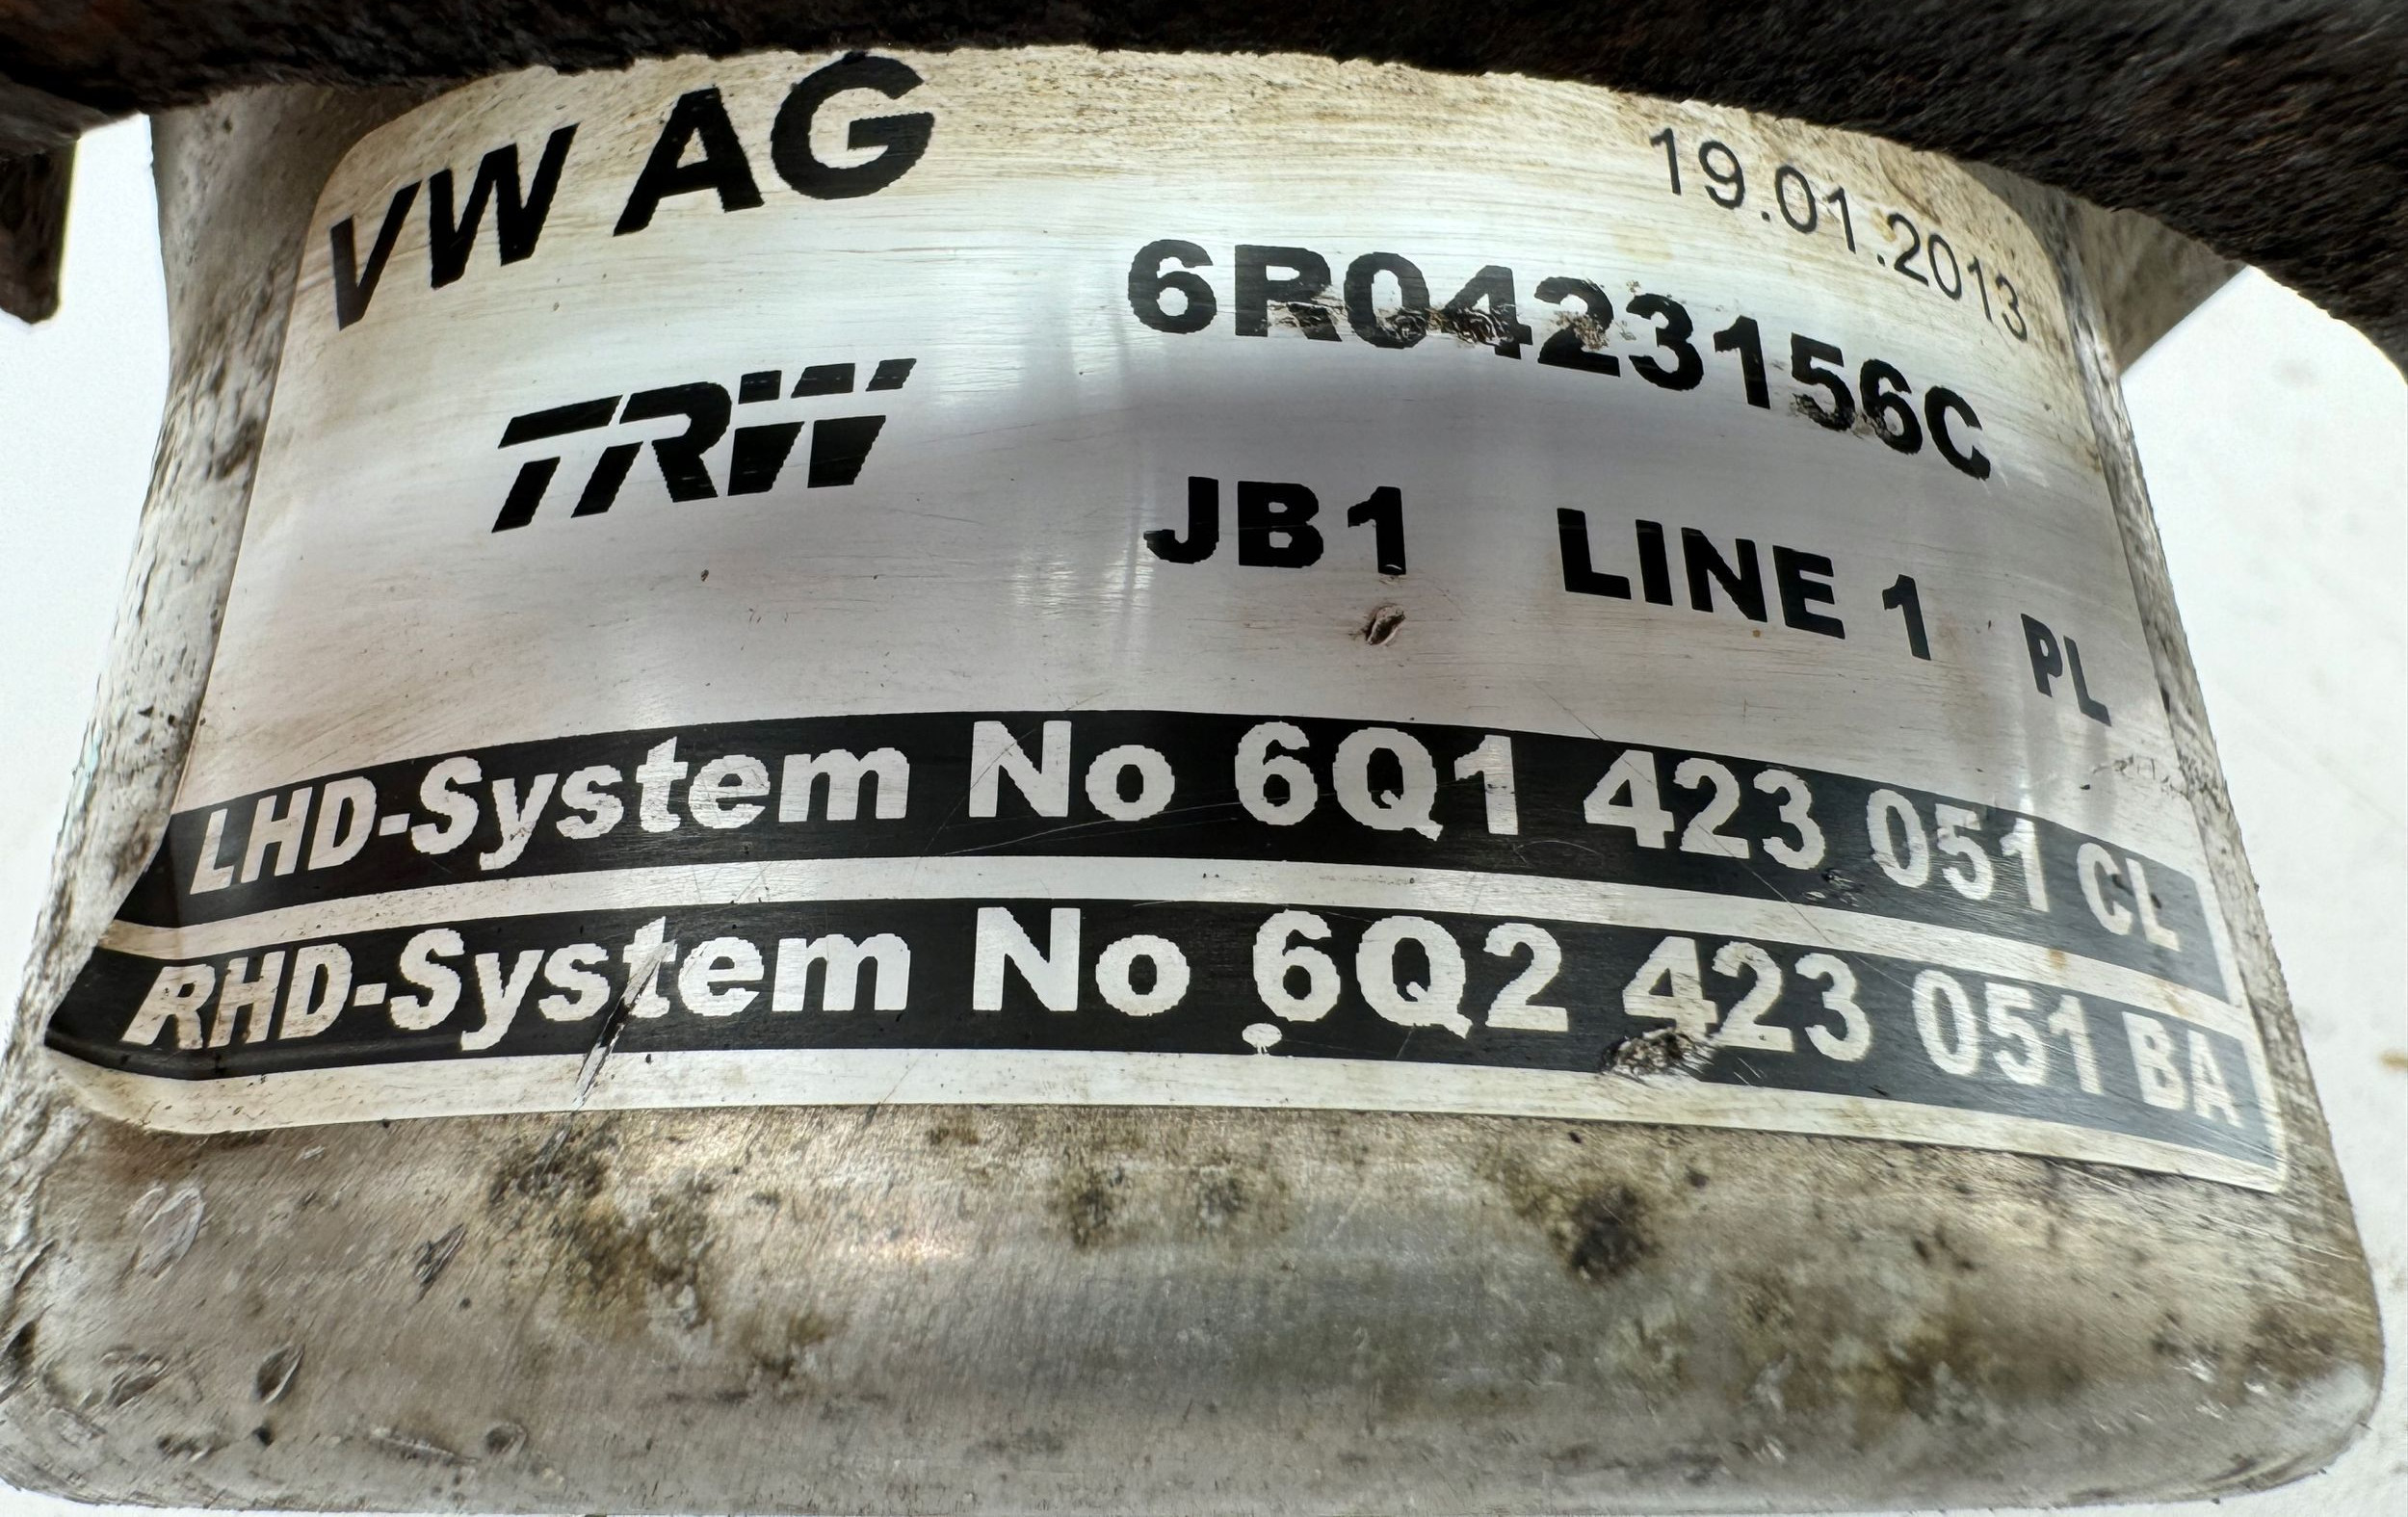 VW AG
19.01.2013
6R0423156C
TRW
JB1 LINE 1 PL
LHD-System No 6Q1 423 051 CL
RHD-System No 6Q2 423 051 BA